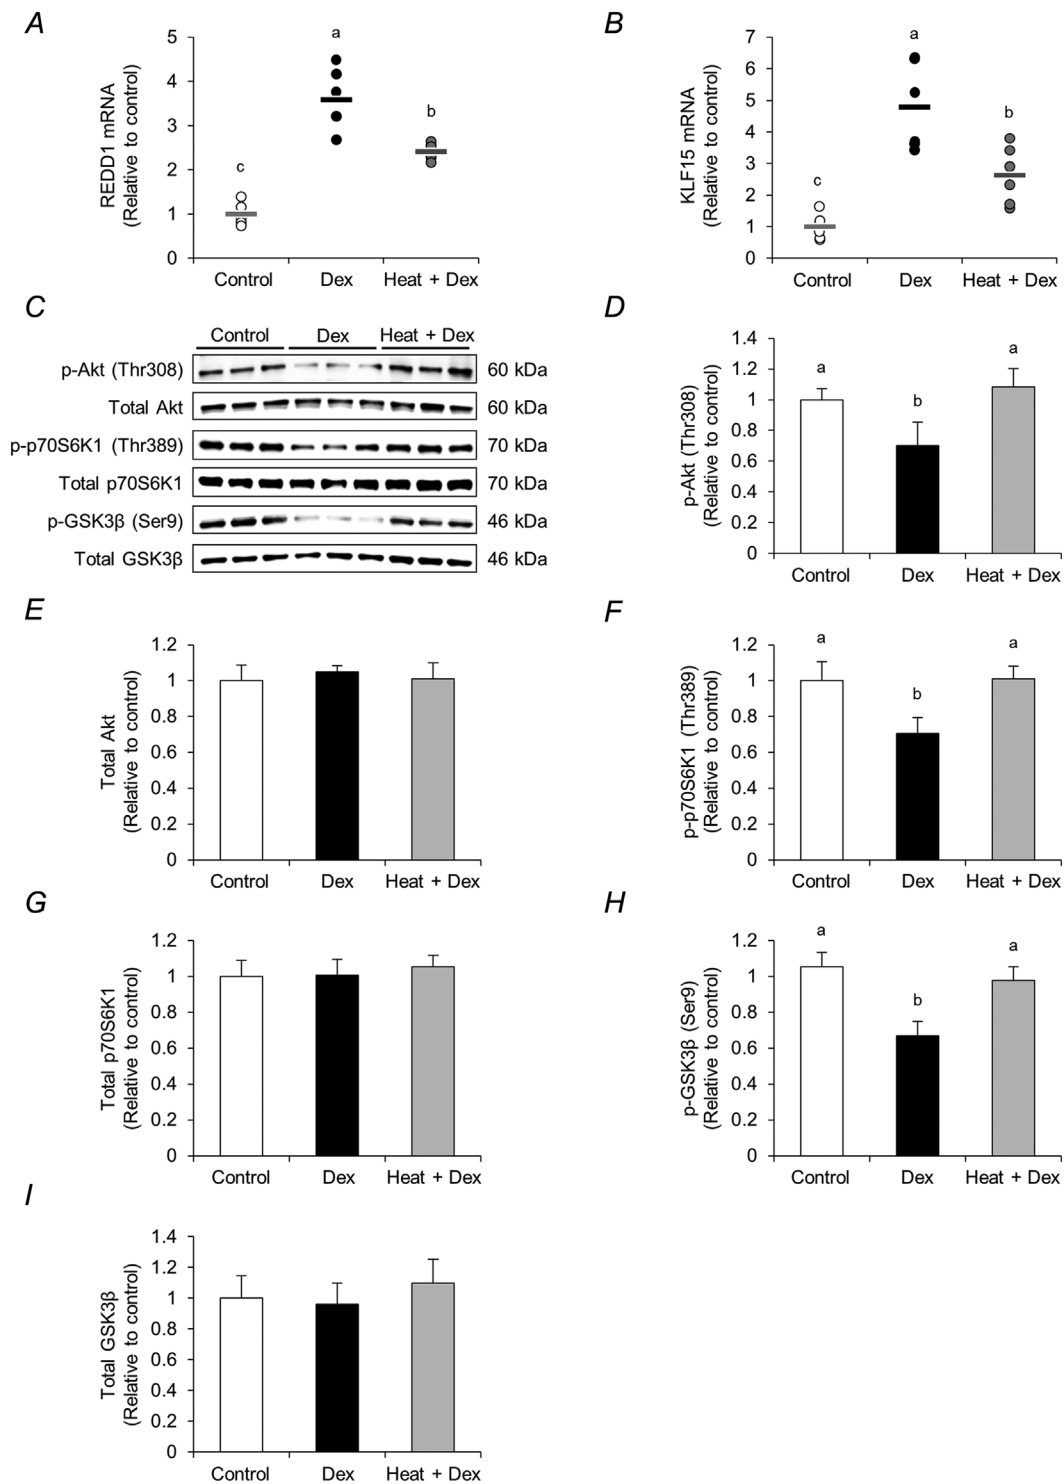 A
REDD1 mRNA
(Relative to control)
5
4
3
2
1
0
a
b
c
Control
Dex
Heat + Dex
B
KLF15 mRNA
(Relative to control)
7
6
5
4
3
2
1
0
a
b
c
Control
Dex
Heat + Dex
C
Control
Dex
Heat + Dex
p-Akt (Thr308)
60 kDa
Total Akt
60 kDa
p-p70S6K1 (Thr389)
70 kDa
Total p70S6K1
70 kDa
p-GSK3β (Ser9)
46 kDa
Total GSK3β
46 kDa
D
p-Akt (Thr308)
(Relative to control)
1.4
1.2
1
0.8
0.6
0.4
0.2
0
a
b
a
Control
Dex
Heat + Dex
E
Total Akt
(Relative to control)
1.2
1
0.8
0.6
0.4
0.2
0
Control
Dex
Heat + Dex
F
p-p70S6K1 (Thr389)
(Relative to control)
1.2
1
0.8
0.6
0.4
0.2
0
a
b
a
Control
Dex
Heat + Dex
G
Total p70S6K1
(Relative to control)
1.2
1
0.8
0.6
0.4
0.2
0
Control
Dex
Heat + Dex
H
p-GSK3β (Ser9)
(Relative to control)
1.2
1
0.8
0.6
0.4
0.2
0
a
b
a
Control
Dex
Heat + Dex
I
Total GSK3β
(Relative to control)
1.4
1.2
1
0.8
0.6
0.4
0.2
0
Control
Dex
Heat + Dex